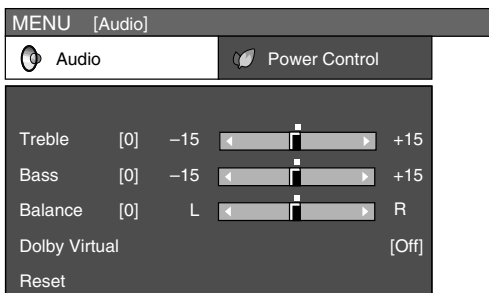 MENU [Audio]
Audio Power Control
Treble [0] –15 +15
Bass [0] –15 +15
Balance [0] L R
Dolby Virtual [Off]
Reset